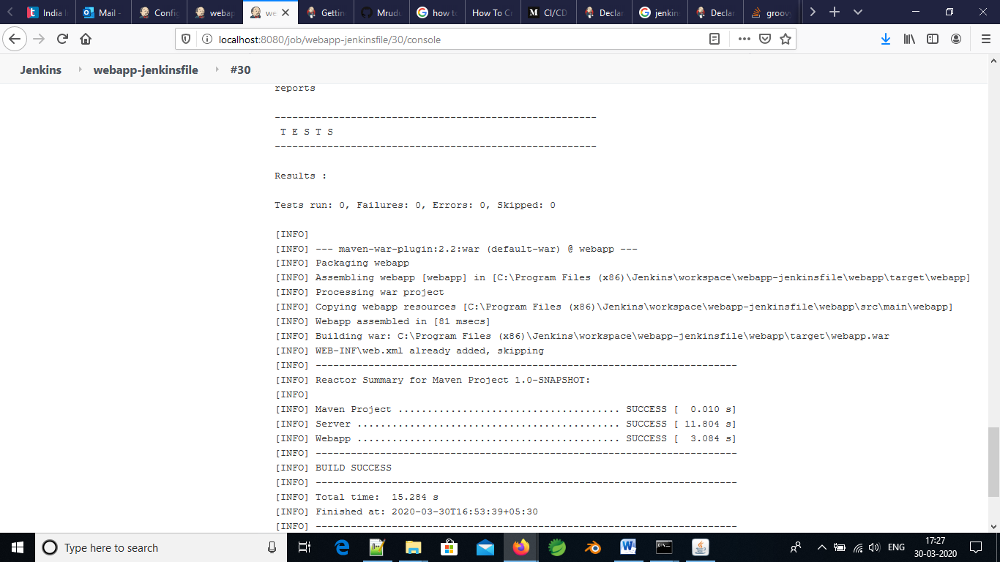 India I
Mail -
Config
webap
we
Gettin
Mrudu
how to
How To Cr
CI/CD
Declar
jenkin
Declar
groovy
localhost:8080/job/webapp-jenkinsfile/30/console
Jenkins webapp-jenkinsfile #30
reports
-------------------------------------------------------
T E S T S
-------------------------------------------------------
Results :
Tests run: 0, Failures: 0, Errors: 0, Skipped: 0
[INFO]
[INFO] --- maven-war-plugin:2.2:war (default-war) @ webapp ---
[INFO] Packaging webapp
[INFO] Assembling webapp [webapp] in [C:\Program Files (x86)\Jenkins\workspace\webapp-jenkinsfile\webapp\target\webapp]
[INFO] Processing war project
[INFO] Copying webapp resources [C:\Program Files (x86)\Jenkins\workspace\webapp-jenkinsfile\webapp\src\main\webapp]
[INFO] Webapp assembled in [81 msecs]
[INFO] Building war: C:\Program Files (x86)\Jenkins\workspace\webapp-jenkinsfile\webapp\target\webapp.war
[INFO] WEB-INF\web.xml already added, skipping
[INFO] ------------------------------------------------------------------------
[INFO] Reactor Summary for Maven Project 1.0-SNAPSHOT:
[INFO]
[INFO] Maven Project ...................................... SUCCESS [  0.010 s]
[INFO] Server ............................................. SUCCESS [ 11.804 s]
[INFO] Webapp ............................................. SUCCESS [  3.084 s]
[INFO] ------------------------------------------------------------------------
[INFO] BUILD SUCCESS
[INFO] ------------------------------------------------------------------------
[INFO] Total time:  15.284 s
[INFO] Finished at: 2020-03-30T16:53:39+05:30
[INFO] ------------------------------------------------------------------------
Type here to search
ENG
17:27
30-03-2020